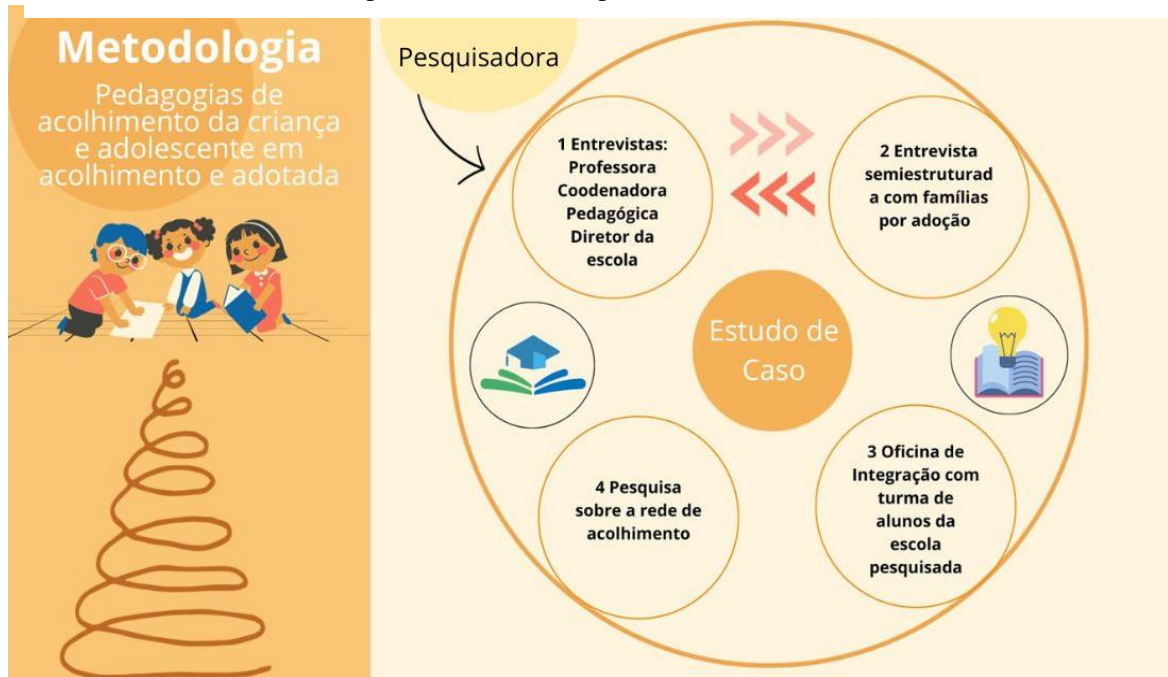 Metodologia
Pedagogias de
acolhimento da criança
e adolescente em
acolhimento e adotada
Pesquisadora
1 Entrevistas:
Professora
Coodenadora
Pedagógica
Diretor da
escola
2 Entrevista
semiestruturad
a com famílias
por adoção
Estudo de
Caso
3 Oficina de
Integração com
turma de
alunos da
escola
pesquisada
4 Pesquisa
sobre a rede de
acolhimento